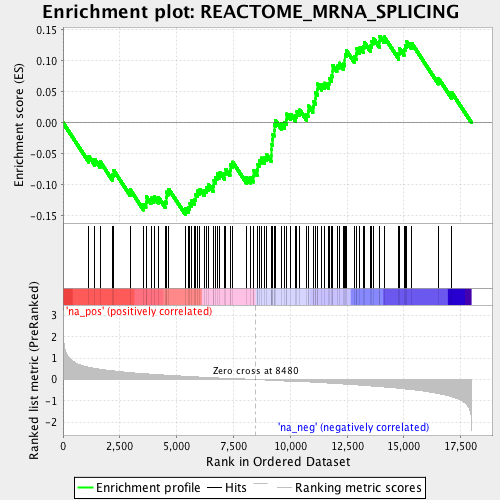 Enrichment plot: REACTOME_MRNA_SPLICING
Enrichment score (ES)
0.15
0.10
0.05
0.00
-0.05
-0.10
-0.15
'na_pos' (positively correlated)
Ranked list metric (PreRanked)
3
2
1
0
-1
-2
Zero cross at 8480
'na_neg' (negatively correlated)
0
2,500
5,000
7,500
10,000
12,500
15,000
17,500
Rank in Ordered Dataset
Enrichment profile
Hits
Ranking metric scores